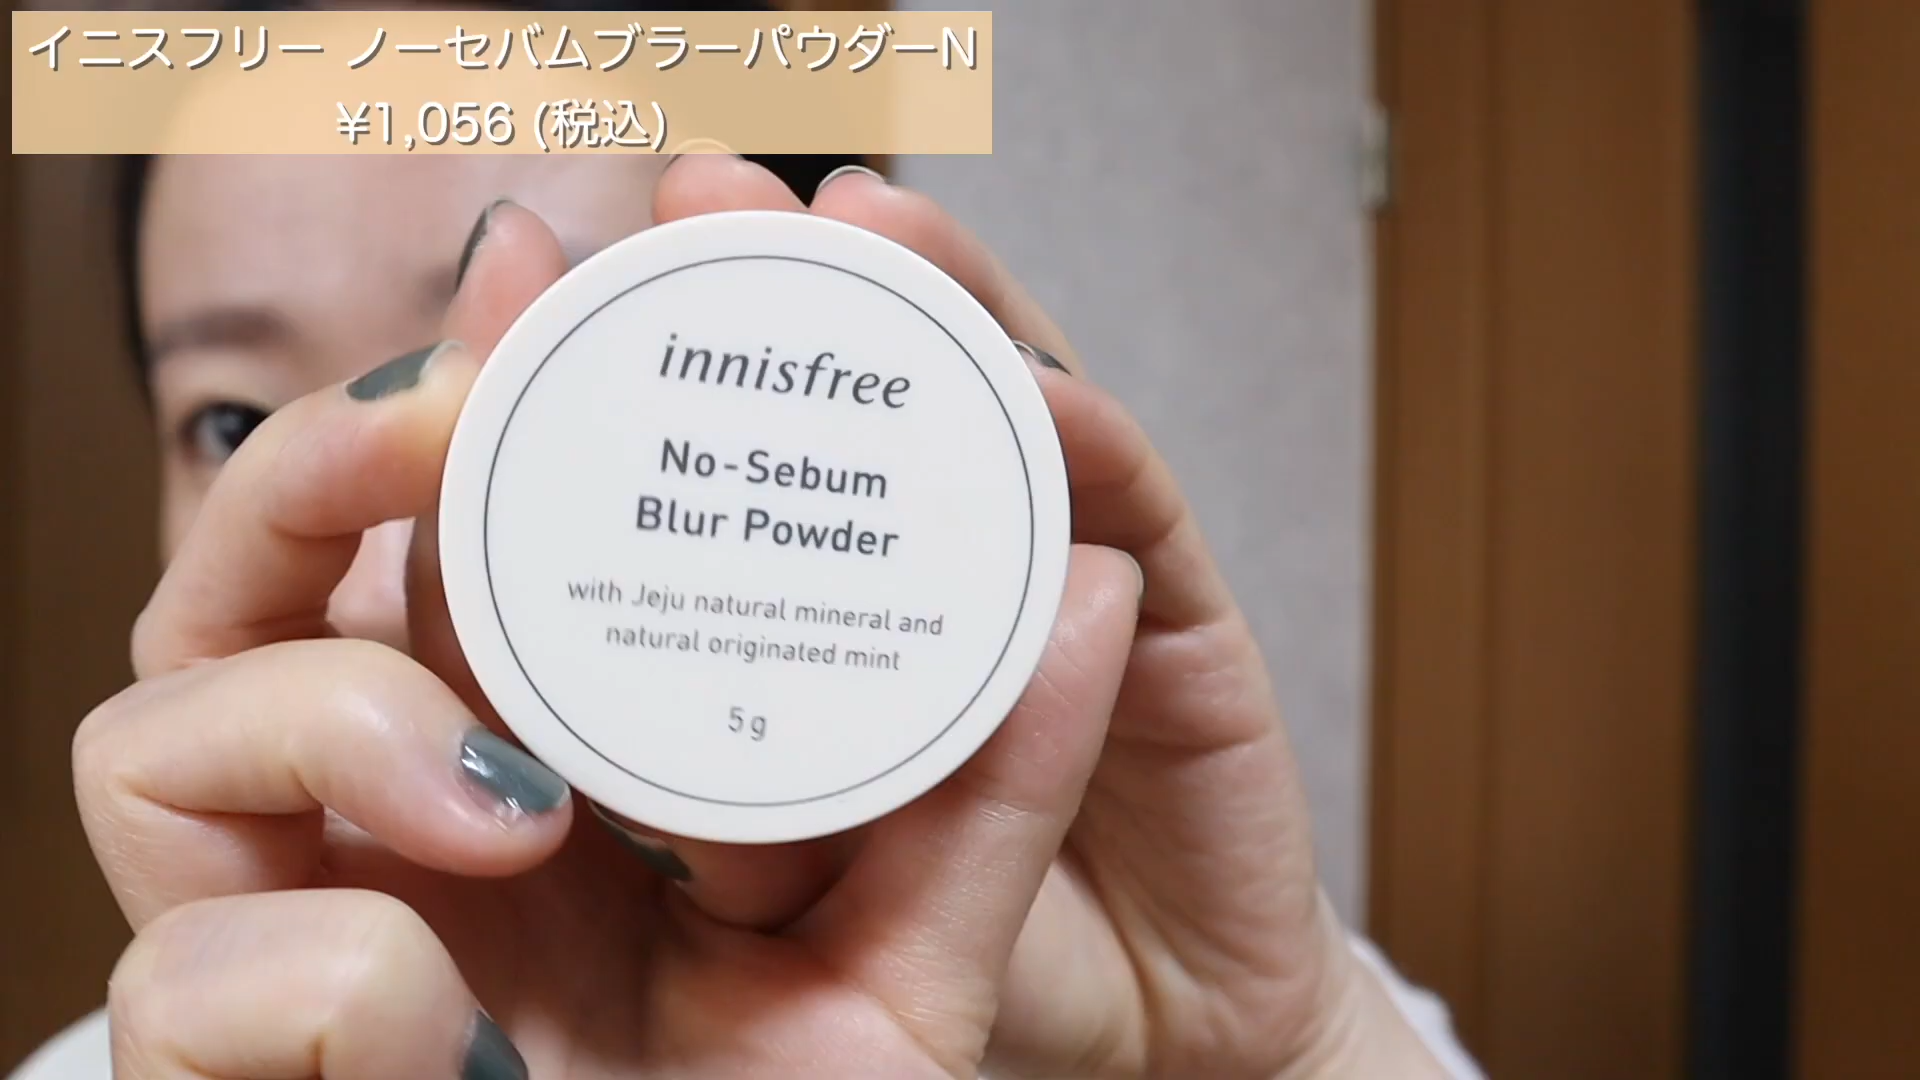 イニスフリー ノーセバムブラーパウダーN
¥1,056 (税込)
innisfree
No-Sebum
Blur Powder
with Jeju natural mineral and
natural originated mint
5 g